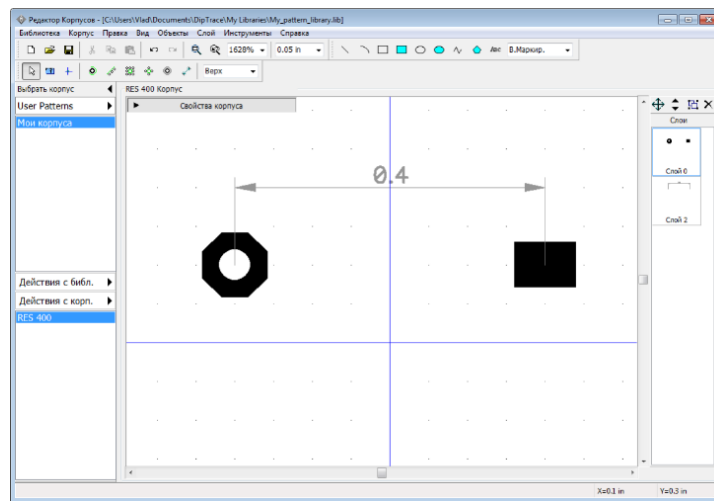 Редактор Корпусов - [C:\Users\Vlad\Documents\DipTrace\My Libraries\My_pattern_library.lib]
Библиотека Корпус Правка Вид Объекты Слой Инструменты Справка
1628% 0.05 in Abc В.Маркир.
Верх
Выбрать корпус RES 400 Корпус
User Patterns Свойства корпуса
Мои корпуса
Слои
Слой 0
0.4
Слой 2
Действия с библ.
Действия с корп.
RES 400
X=0.1 in Y=0.3 in